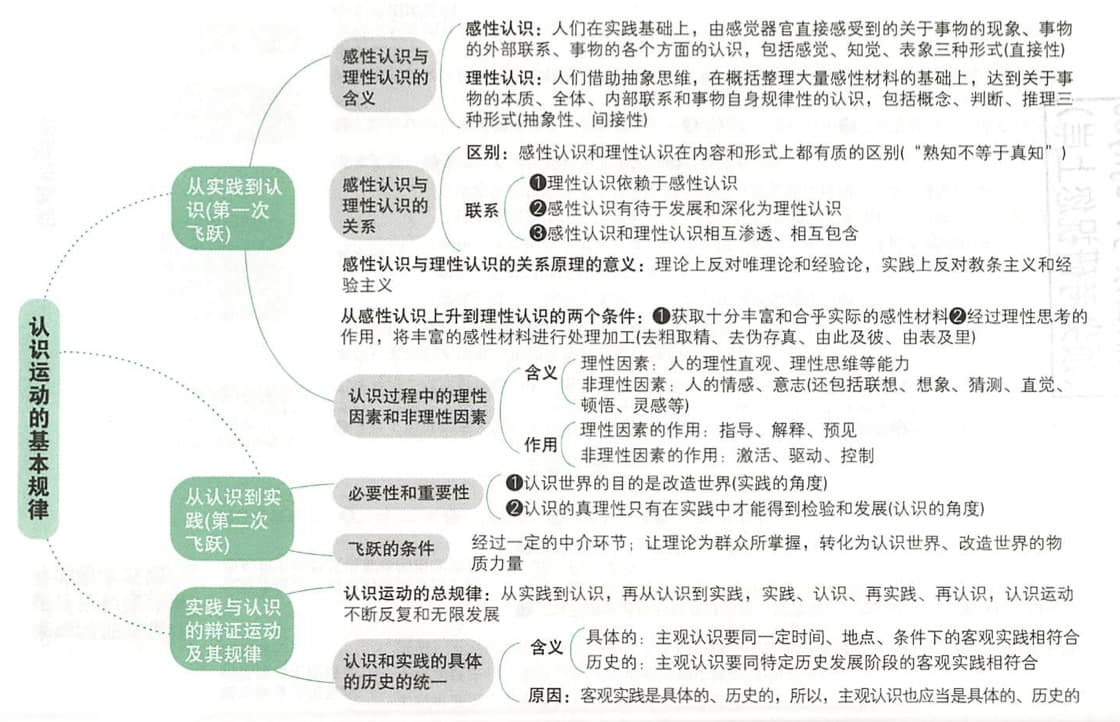 认识运动的基本规律
从实践到认
识(第一次
飞跃)
感性认识与
理性认识的
含义
感性认识：人们在实践基础上，由感觉器官直接感受到的关于事物的现象、事物
的外部联系、事物的各个方面的认识，包括感觉、知觉、表象三种形式(直接性)
理性认识：人们借助抽象思维，在概括整理大量感性材料的基础上，达到关于事
物的本质、全体、内部联系和事物自身规律性的认识，包括概念、判断、推理三
种形式(抽象性、间接性)
感性认识与
理性认识的
关系
区别：感性认识和理性认识在内容和形式上都有质的区别(“熟知不等于真知”)
联系
❶理性认识依赖于感性认识
❷感性认识有待于发展和深化为理性认识
❸感性认识和理性认识相互渗透、相互包含
感性认识与理性认识的关系原理的意义：理论上反对唯理论和经验论，实践上反对教条主义和经
验主义
从感性认识上升到理性认识的两个条件：❶获取十分丰富和合乎实际的感性材料❷经过理性思考的
作用，将丰富的感性材料进行处理加工(去粗取精、去伪存真、由此及彼、由表及里)
认识过程中的理性
因素和非理性因素
含义
理性因素：人的理性直观、理性思维等能力
非理性因素：人的情感、意志(还包括联想、想象、猜测、直觉、
顿悟、灵感等)
作用
理性因素的作用：指导、解释、预见
非理性因素的作用：激活、驱动、控制
从认识到实
践(第二次
飞跃)
必要性和重要性
❶认识世界的目的是改造世界(实践的角度)
❷认识的真理性只有在实践中才能得到检验和发展(认识的角度)
飞跃的条件
经过一定的中介环节；让理论为群众所掌握，转化为认识世界、改造世界的物
质力量
实践与认识
的辩证运动
及其规律
认识运动的总规律：从实践到认识，再从认识到实践，实践、认识、再实践、再认识，认识运动
不断反复和无限发展
认识和实践的具体
的历史的统一
含义
具体的：主观认识要同一定时间、地点、条件下的客观实践相符合
历史的：主观认识要同特定历史发展阶段的客观实践相符合
原因：客观实践是具体的、历史的，所以，主观认识也应当是具体的、历史的